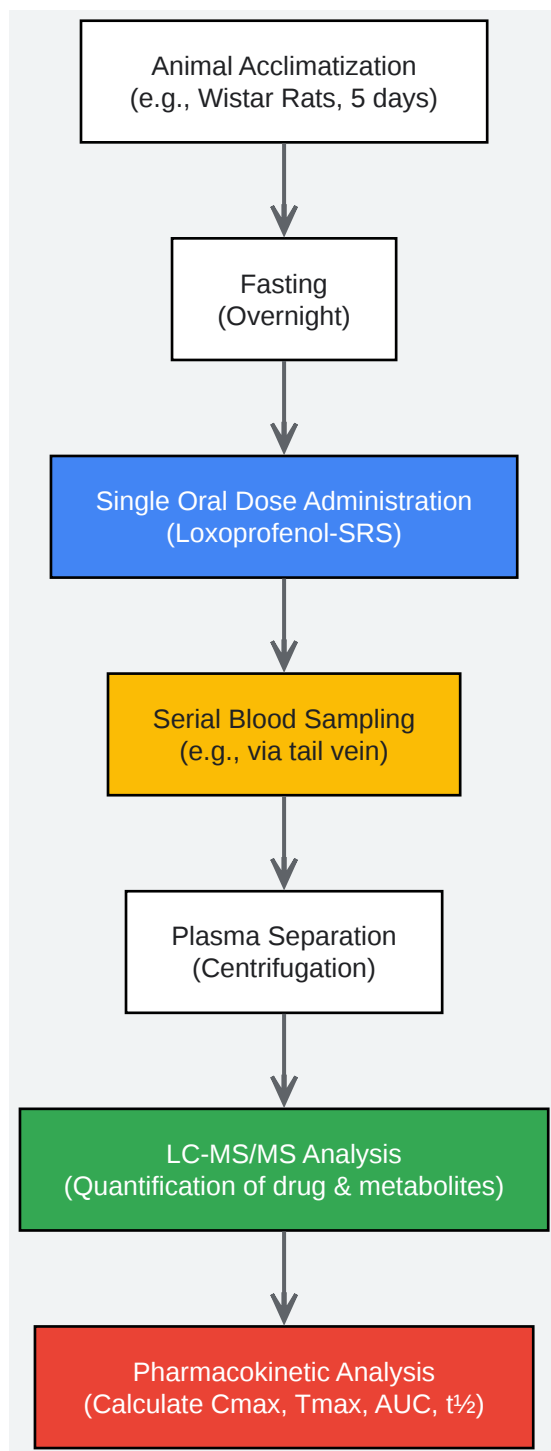 Animal Acclimatization
(e.g., Wistar Rats, 5 days)
Fasting
(Overnight)
Single Oral Dose Administration
(Loxoprofenol-SRS)
Serial Blood Sampling
(e.g., via tail vein)
Plasma Separation
(Centrifugation)
LC-MS/MS Analysis
(Quantification of drug & metabolites)
Pharmacokinetic Analysis
(Calculate Cmax, Tmax, AUC, t½)